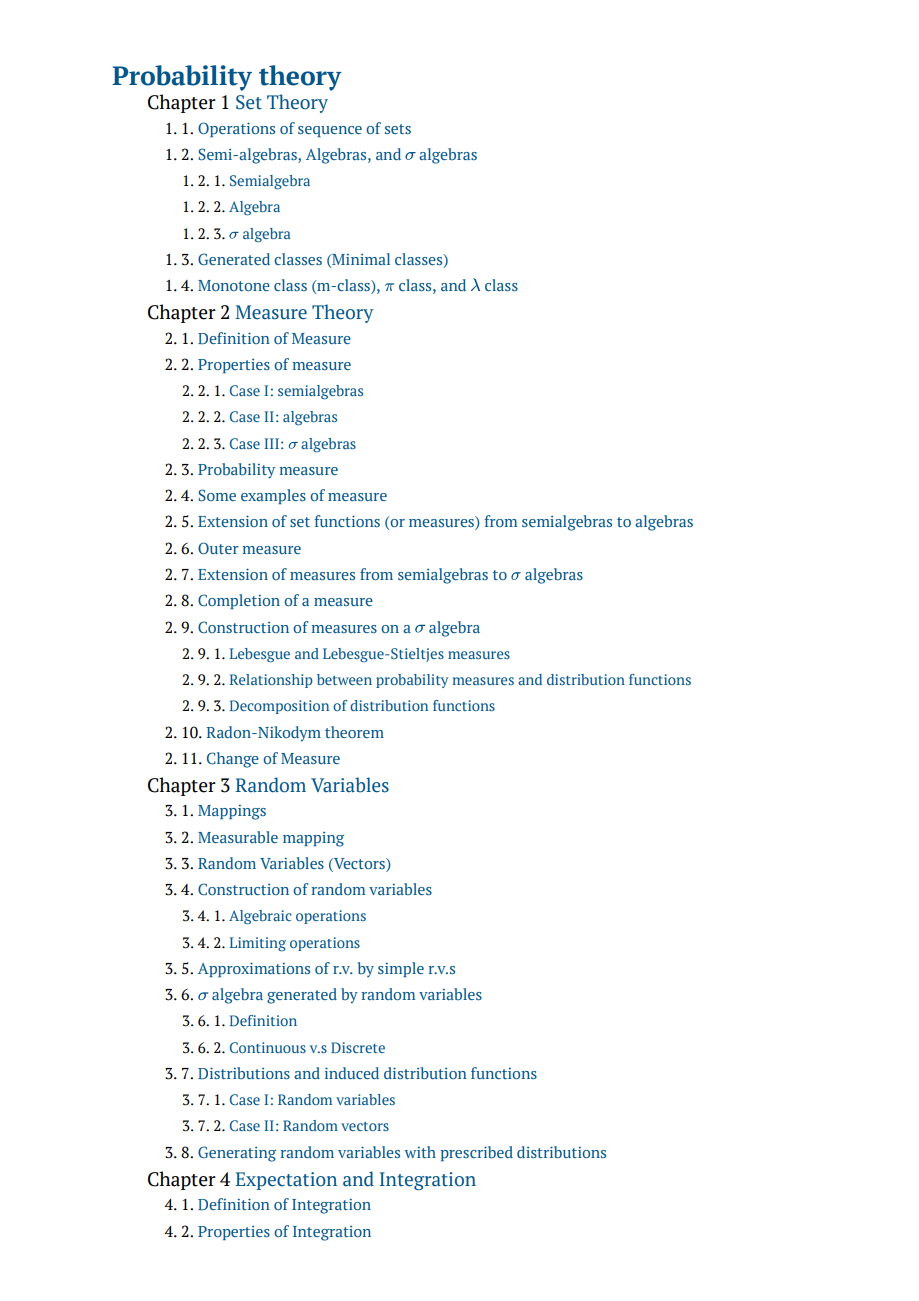 Probability theory
Chapter 1 Set Theory
1. 1. Operations of sequence of sets
1. 2. Semi-algebras, Algebras, and σ algebras
1. 2. 1. Semialgebra
1. 2. 2. Algebra
1. 2. 3. σ algebra
1. 3. Generated classes (Minimal classes)
1. 4. Monotone class (m-class), π class, and λ class
Chapter 2 Measure Theory
2. 1. Definition of Measure
2. 2. Properties of measure
2. 2. 1. Case I: semialgebras
2. 2. 2. Case II: algebras
2. 2. 3. Case III: σ algebras
2. 3. Probability measure
2. 4. Some examples of measure
2. 5. Extension of set functions (or measures) from semialgebras to algebras
2. 6. Outer measure
2. 7. Extension of measures from semialgebras to σ algebras
2. 8. Completion of a measure
2. 9. Construction of measures on a σ algebra
2. 9. 1. Lebesgue and Lebesgue-Stieltjes measures
2. 9. 2. Relationship between probability measures and distribution functions
2. 9. 3. Decomposition of distribution functions
2. 10. Radon-Nikodym theorem
2. 11. Change of Measure
Chapter 3 Random Variables
3. 1. Mappings
3. 2. Measurable mapping
3. 3. Random Variables (Vectors)
3. 4. Construction of random variables
3. 4. 1. Algebraic operations
3. 4. 2. Limiting operations
3. 5. Approximations of r.v. by simple r.v.s
3. 6. σ algebra generated by random variables
3. 6. 1. Definition
3. 6. 2. Continuous v.s Discrete
3. 7. Distributions and induced distribution functions
3. 7. 1. Case I: Random variables
3. 7. 2. Case II: Random vectors
3. 8. Generating random variables with prescribed distributions
Chapter 4 Expectation and Integration
4. 1. Definition of Integration
4. 2. Properties of Integration